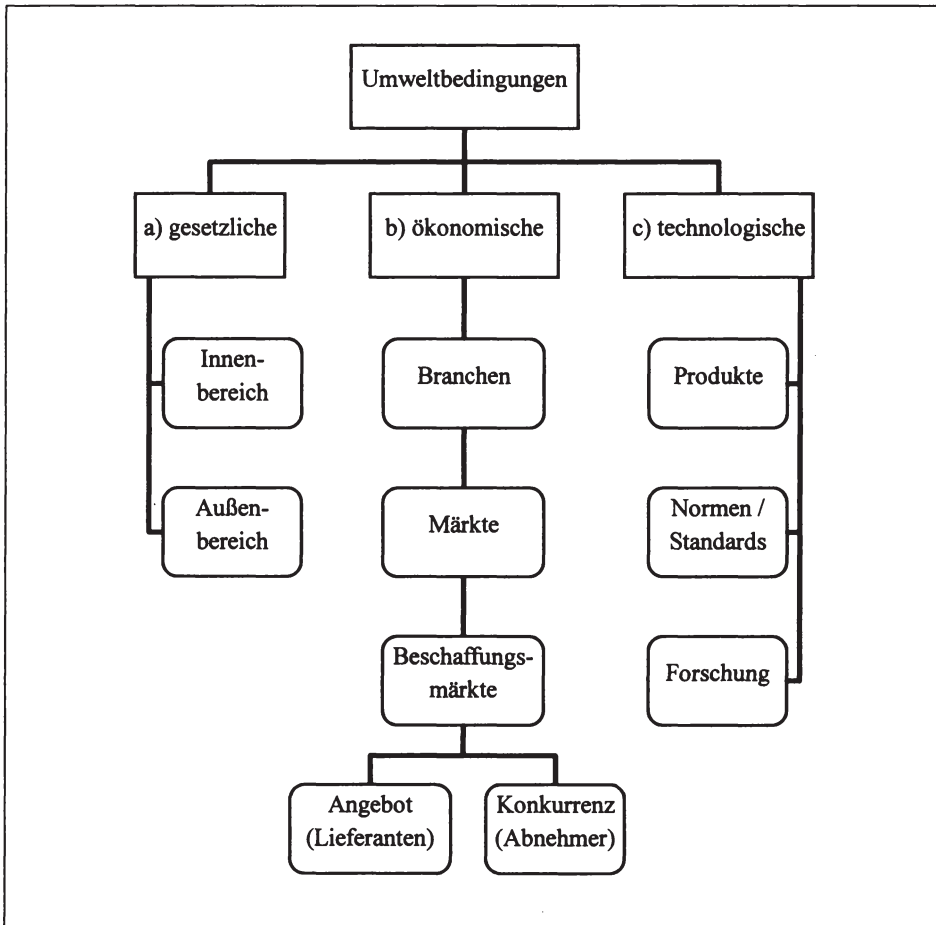 Umweltbedingungen
a) gesetzliche
b) ökonomische
c) technologische
Innen-
bereich
Branchen
Produkte
Außen-
bereich
Märkte
Normen /
Standards
Beschaffungs-
märkte
Forschung
Angebot
(Lieferanten)
Konkurrenz
(Abnehmer)